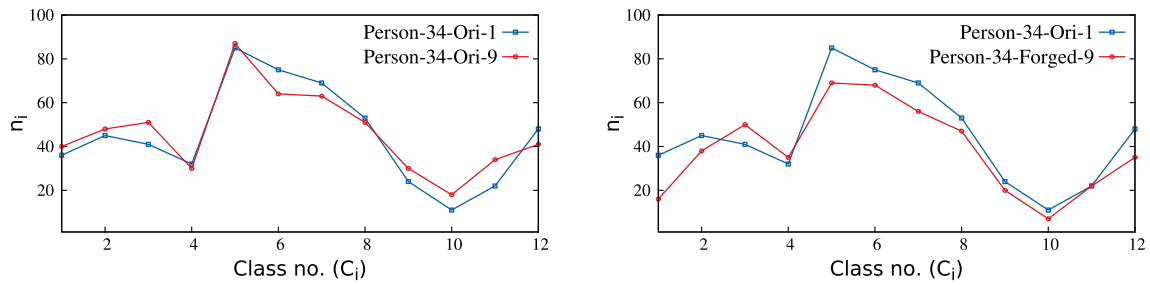 100
80
60
40
20
n_i
2 4 6 8 10 12
Class no. (C_i)
Person-34-Ori-1
Person-34-Ori-9
100
80
60
40
20
n_i
2 4 6 8 10 12
Class no. (C_i)
Person-34-Ori-1
Person-34-Forged-9